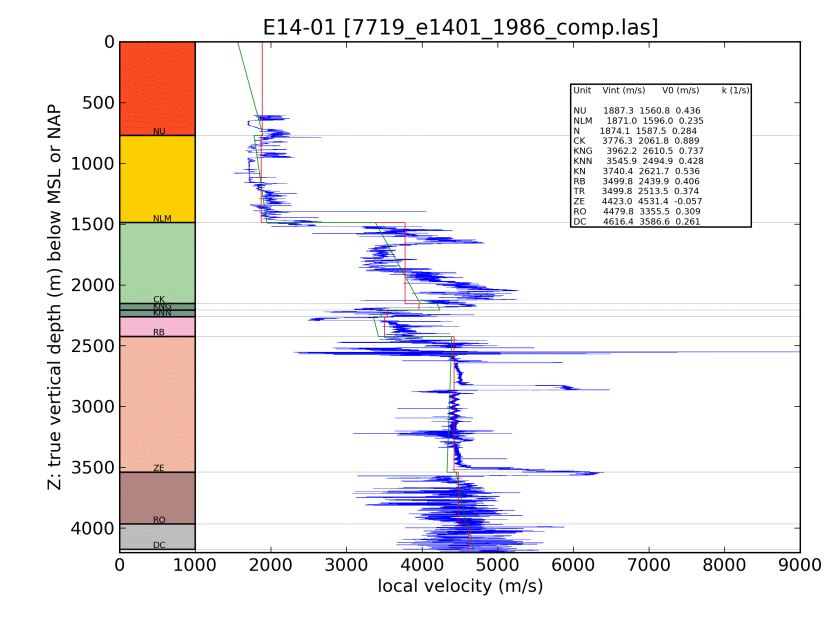 E14-01 [7719_e1401_1986_comp.las]
Z: true vertical depth (m) below MSL or NAP
0
500
1000
1500
2000
2500
3000
3500
4000
NU
NLM
CK
KNG
KNN
RB
ZE
RO
DC
Unit Vint (m/s) V0 (m/s) k (1/s)
NU 1887.3 1560.8 0.436
NLM 1871.0 1596.0 0.235
N 1874.1 1587.5 0.284
CK 3776.3 2061.8 0.889
KNG 3962.2 2610.5 0.737
KNN 3545.9 2494.9 0.428
KN 3740.4 2621.7 0.536
RB 3499.8 2439.9 0.406
TR 3499.8 2513.5 0.374
ZE 4423.0 4531.4 -0.057
RO 4479.8 3355.5 0.309
DC 4616.4 3586.6 0.261
0 1000 2000 3000 4000 5000 6000 7000 8000 9000
local velocity (m/s)